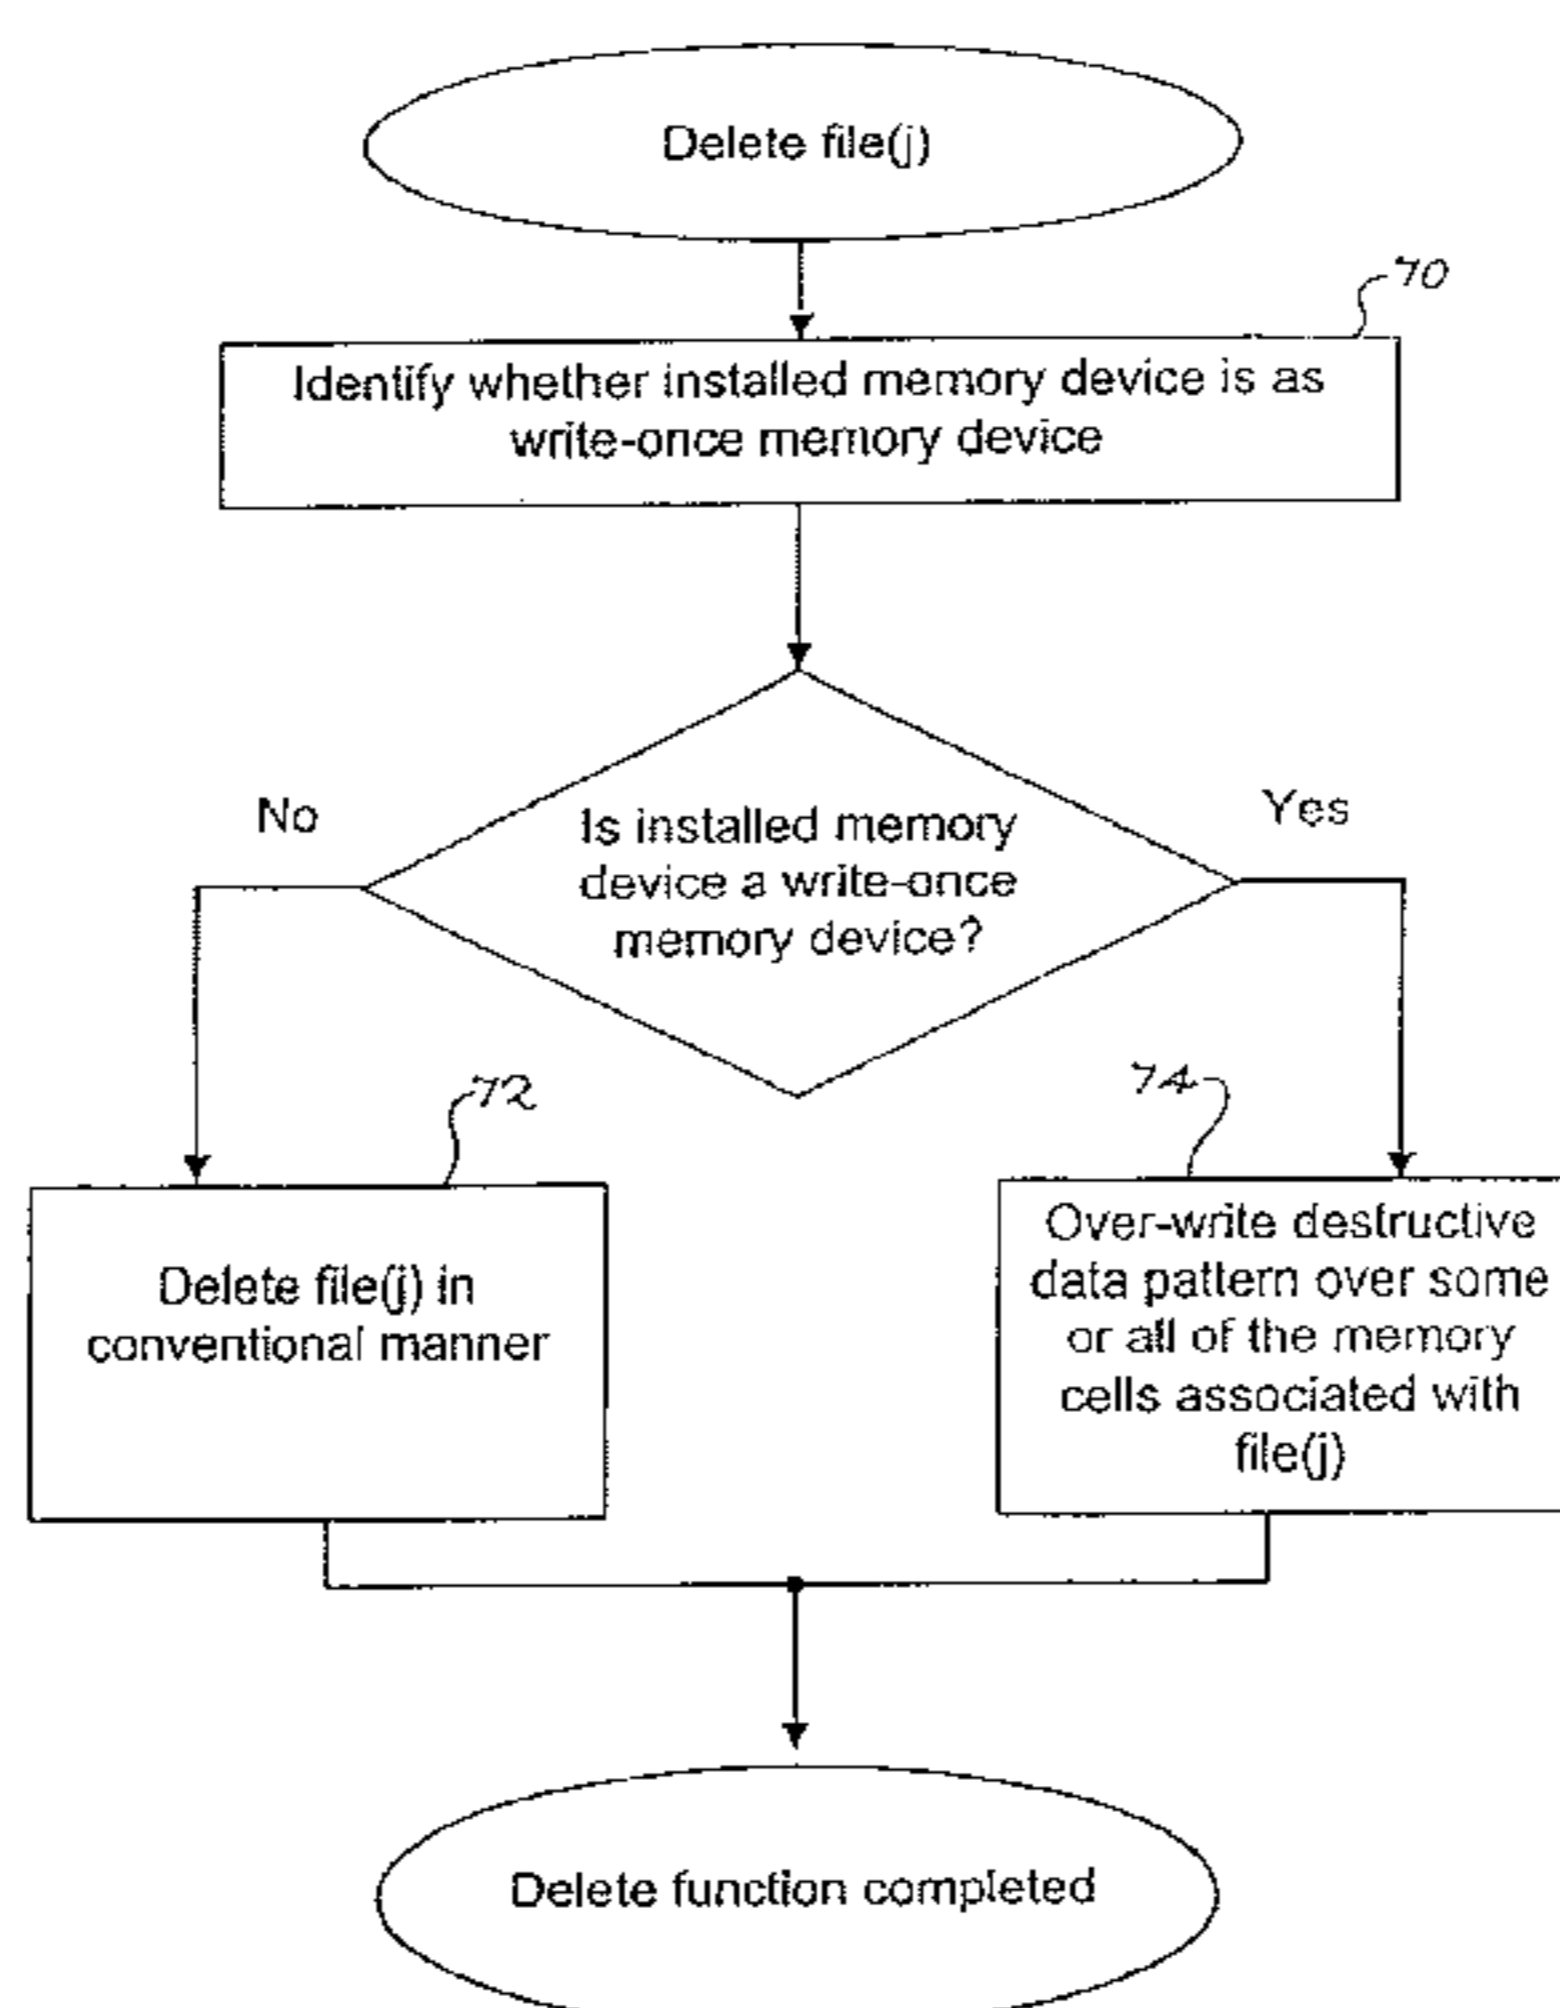 Delete file(j)
70
Identify whether installed memory device is as
write-once memory device
No
Yes
Is installed memory
device a write-once
memory device?
72
74
Delete file(j) in
conventional manner
Over-write destructive
data pattern over some
or all of the memory
cells associated with
file(j)
Delete function completed